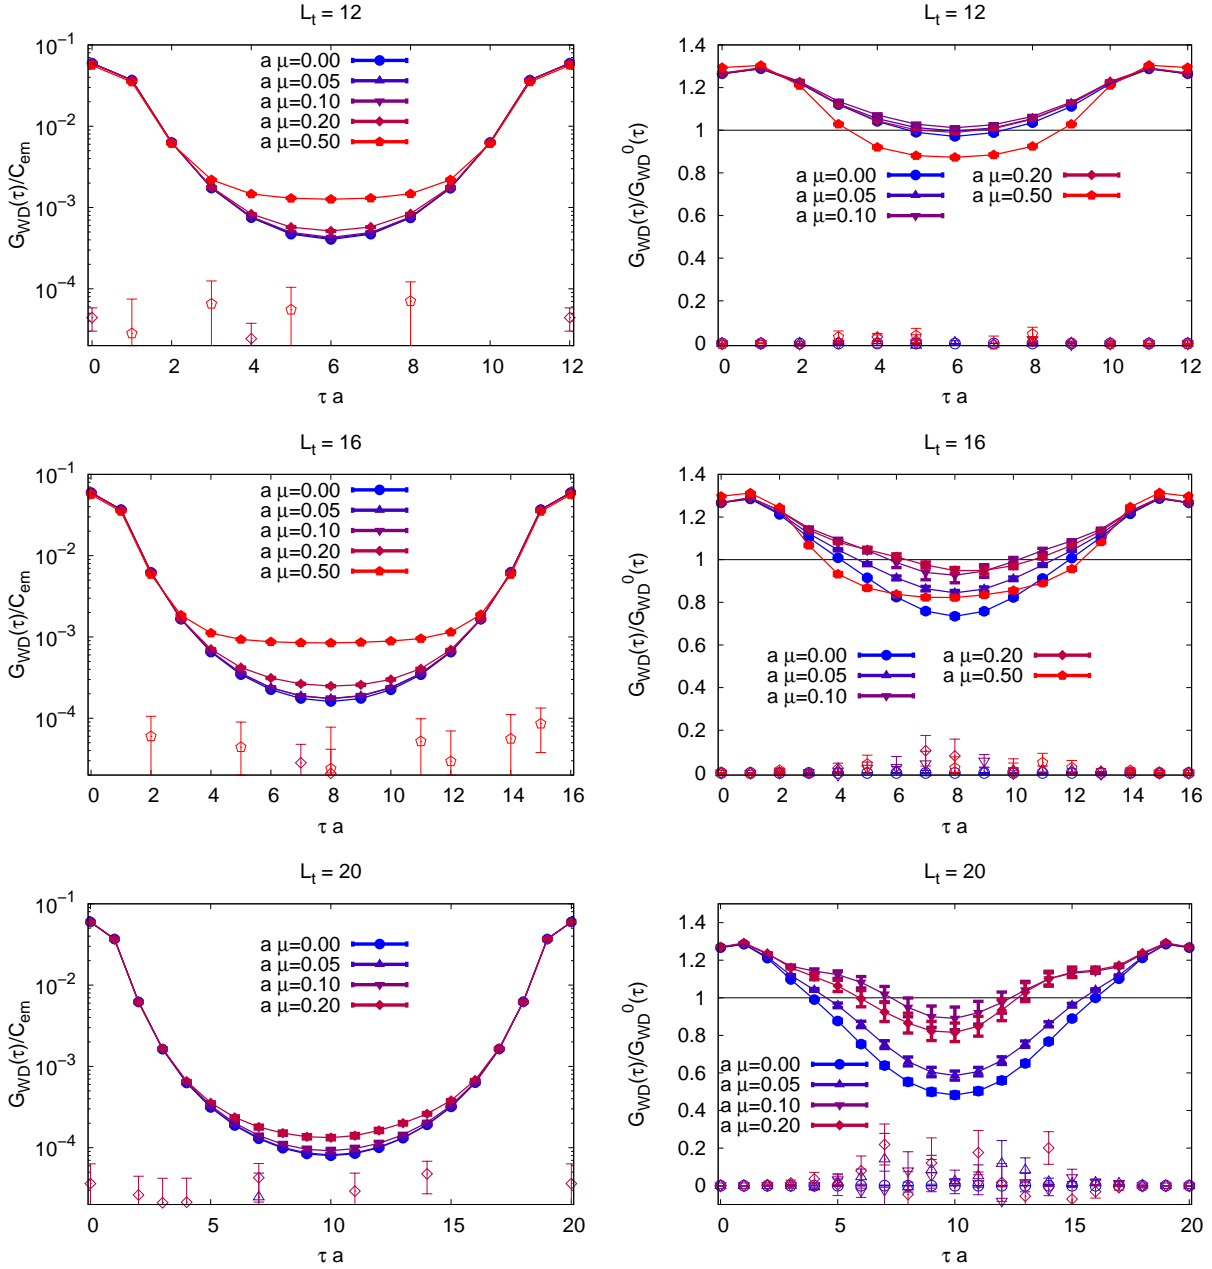 L_t = 12
G_WD(τ)/C_em
10^−1
10^−2
10^−3
10^−4
a μ=0.00
a μ=0.05
a μ=0.10
a μ=0.20
a μ=0.50
0 2 4 6 8 10 12
τ a
L_t = 12
G_WD(τ)/G_WD^0(τ)
1.4
1.2
1
0.8
0.6
0.4
0.2
0
a μ=0.00 a μ=0.20
a μ=0.05 a μ=0.50
a μ=0.10
0 2 4 6 8 10 12
τ a
L_t = 16
G_WD(τ)/C_em
10^−1
10^−2
10^−3
10^−4
a μ=0.00
a μ=0.05
a μ=0.10
a μ=0.20
a μ=0.50
0 2 4 6 8 10 12 14 16
τ a
L_t = 16
G_WD(τ)/G_WD^0(τ)
1.4
1.2
1
0.8
0.6
0.4
0.2
0
a μ=0.00 a μ=0.20
a μ=0.05 a μ=0.50
a μ=0.10
0 2 4 6 8 10 12 14 16
τ a
L_t = 20
G_WD(τ)/C_em
10^−1
10^−2
10^−3
10^−4
a μ=0.00
a μ=0.05
a μ=0.10
a μ=0.20
0 5 10 15 20
τ a
L_t = 20
G_WD(τ)/G_WD^0(τ)
1.4
1.2
1
0.8
0.6
0.4
0.2
0
a μ=0.00
a μ=0.05
a μ=0.10
a μ=0.20
0 5 10 15 20
τ a